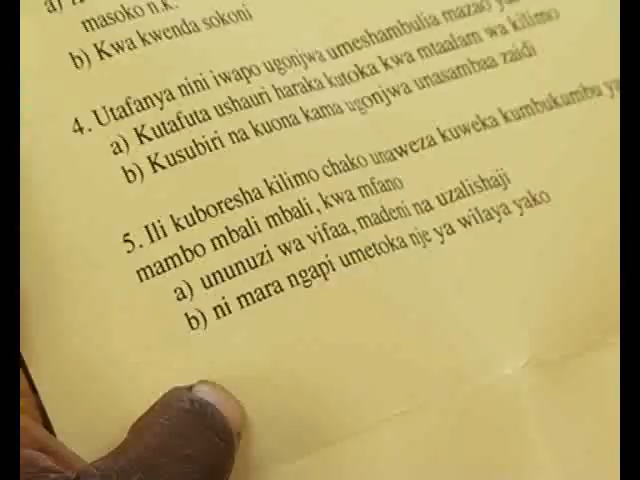 a)
masoko n.k.
b) Kwa kwenda sokoni
4. Utafanya nini iwapo ugonjwa umeshambulia mazao
a) Kutafuta ushauri haraka kutoka kwa mtaalam wa kilimo
b) Kusubiri na kuona kama ugonjwa unasambaa zaidi
5. Ili kuboresha kilimo chako unaweza kuweka kumbukumbu
mambo mbali mbali, kwa mfano
a) ununuzi wa vifaa, madeni na uzalishaji
b) ni mara ngapi umetoka nje ya wilaya yako